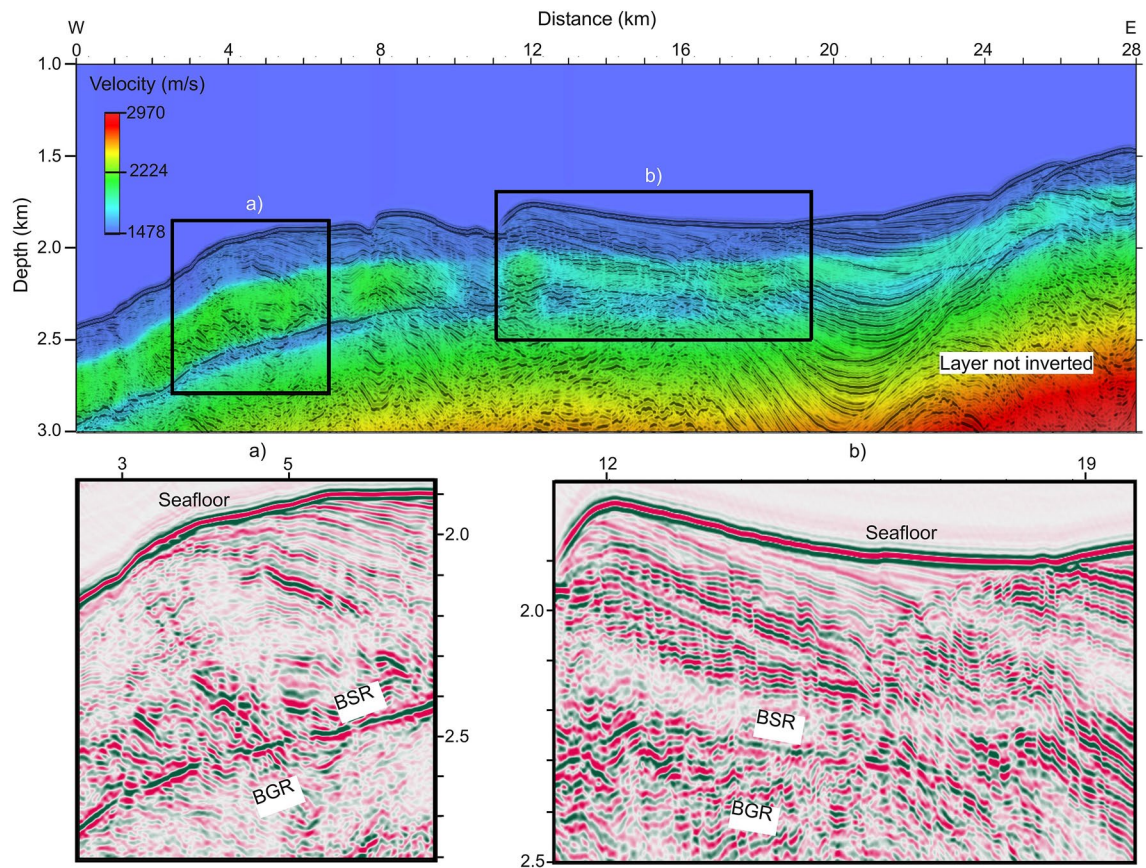 Distance (km)
W
E
0 4 8 12 16 20 24 28
1.0
Velocity (m/s)
2970
2224
1478
1.5
2.0
2.5
3.0
Depth (km)
a)
b)
Layer not inverted
a)
3 5
Seafloor
2.0
BSR
2.5
BGR
b)
12 19
Seafloor
2.0
BSR
BGR
2.5